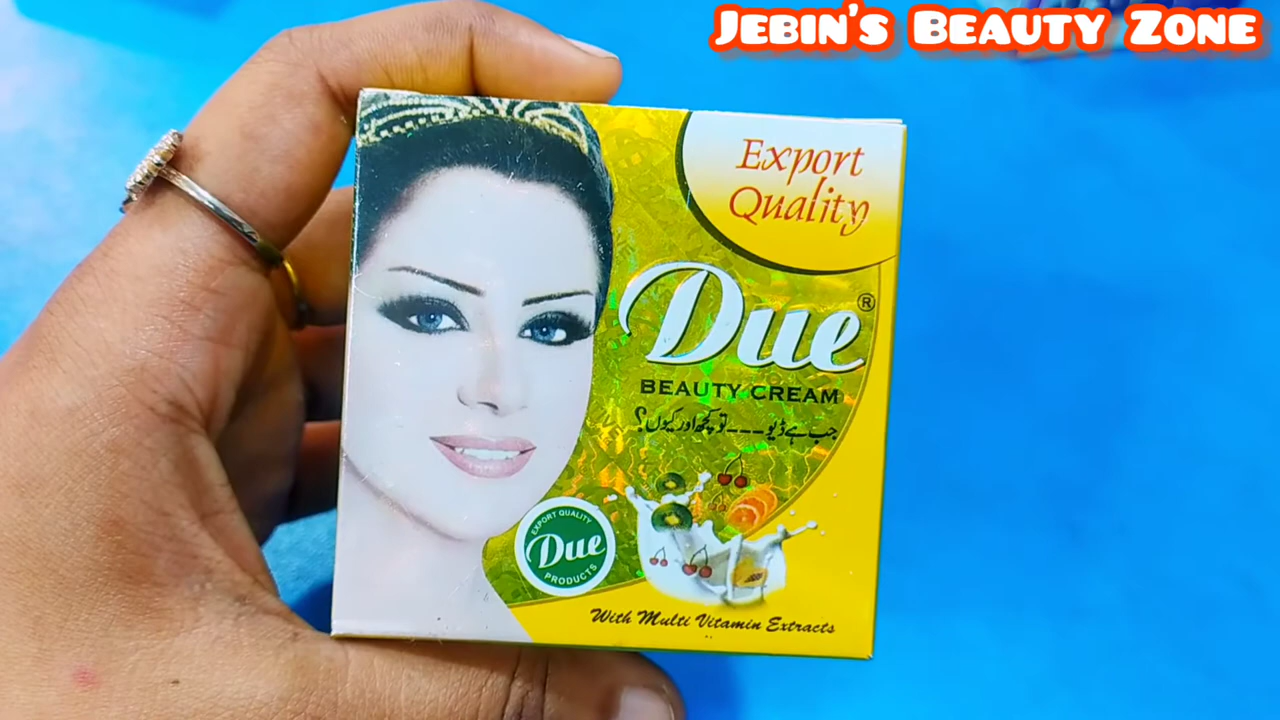 JEBIN'S BEAUTY ZONE
Export
Quality
Due®
BEAUTY CREAM
جب ہے ڈیو---تو کچھ اور کیوں؟
EXPORT QUALITY
Due
PRODUCTS
With Multi Vitamin Extracts